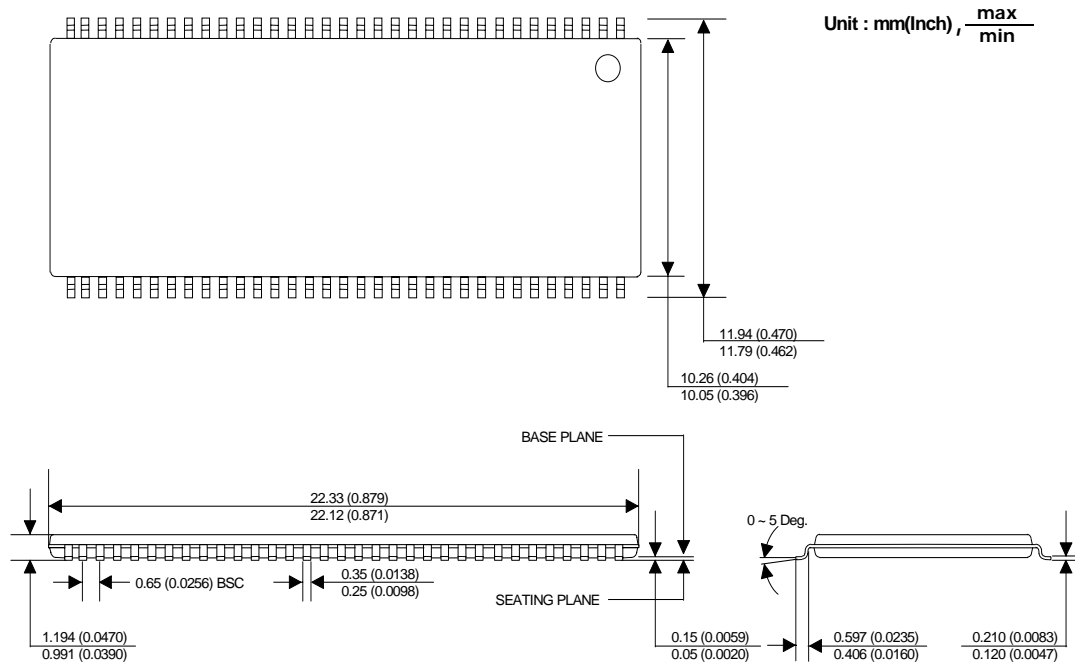 Unit : mm(Inch) , max
min
11.94 (0.470)
11.79 (0.462)
10.26 (0.404)
10.05 (0.396)
BASE PLANE
22.33 (0.879)
22.12 (0.871)
0 ~ 5 Deg.
0.65 (0.0256) BSC
0.35 (0.0138)
0.25 (0.0098)
SEATING PLANE
1.194 (0.0470)
0.991 (0.0390)
0.15 (0.0059)
0.05 (0.0020)
0.597 (0.0235)
0.406 (0.0160)
0.210 (0.0083)
0.120 (0.0047)